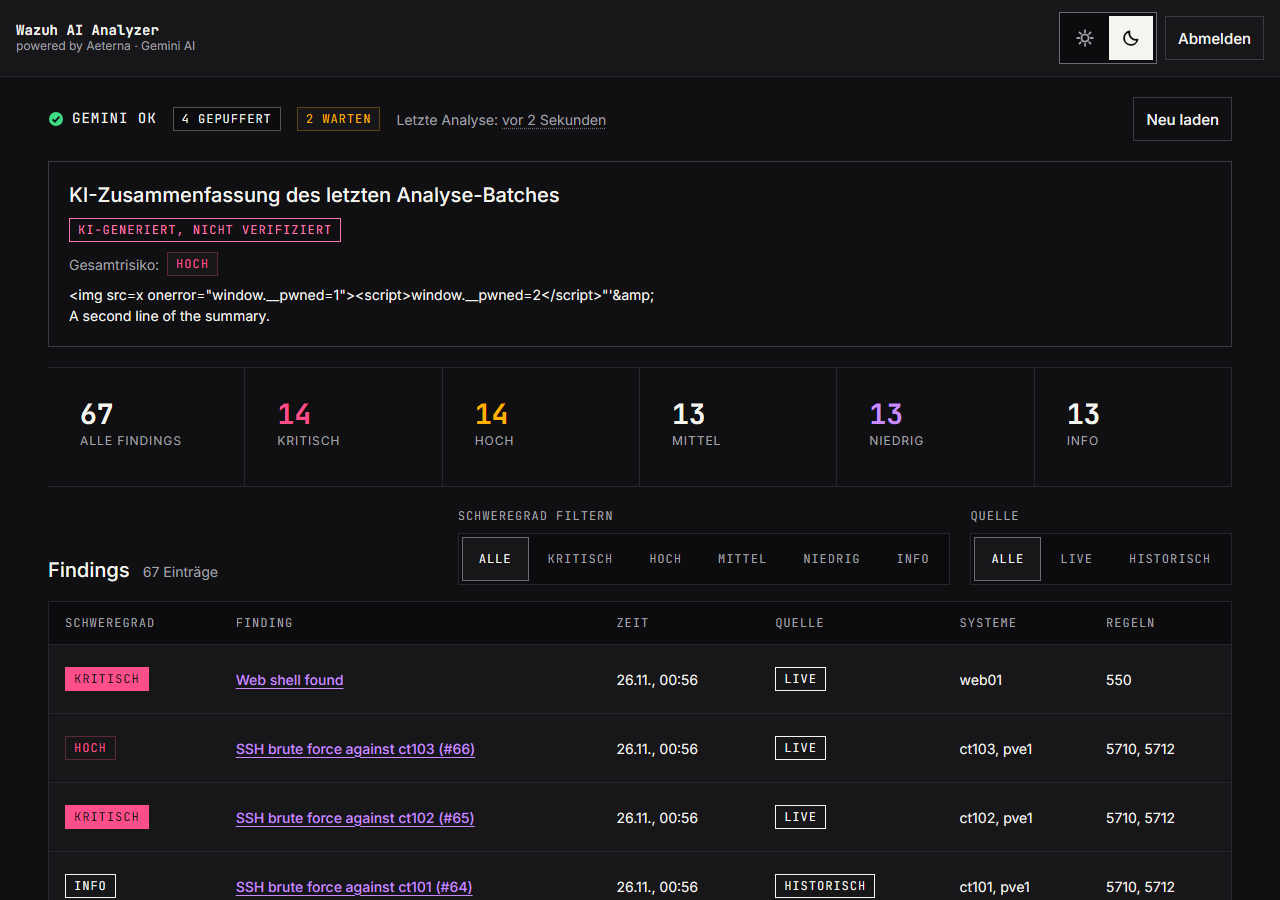 Wazuh AI Analyzer
powered by Aeterna · Gemini AI
Abmelden
GEMINI OK
4 GEPUFFERT
2 WARTEN
Letzte Analyse: vor 2 Sekunden
Neu laden
KI-Zusammenfassung des letzten Analyse-Batches
KI-GENERIERT, NICHT VERIFIZIERT
Gesamtrisiko: HOCH
<img src=x onerror="window.__pwned=1"><script>window.__pwned=2</script>"'&amp;
A second line of the summary.
67
ALLE FINDINGS
14
KRITISCH
14
HOCH
13
MITTEL
13
NIEDRIG
13
INFO
Findings 67 Einträge
SCHWEREGRAD FILTERN
ALLE KRITISCH HOCH MITTEL NIEDRIG INFO
QUELLE
ALLE LIVE HISTORISCH
SCHWEREGRAD FINDING ZEIT QUELLE SYSTEME REGELN
KRITISCH Web shell found 26.11., 00:56 LIVE web01 550
HOCH SSH brute force against ct103 (#66) 26.11., 00:56 LIVE ct103, pve1 5710, 5712
KRITISCH SSH brute force against ct102 (#65) 26.11., 00:56 LIVE ct102, pve1 5710, 5712
INFO SSH brute force against ct101 (#64) 26.11., 00:56 HISTORISCH ct101, pve1 5710, 5712